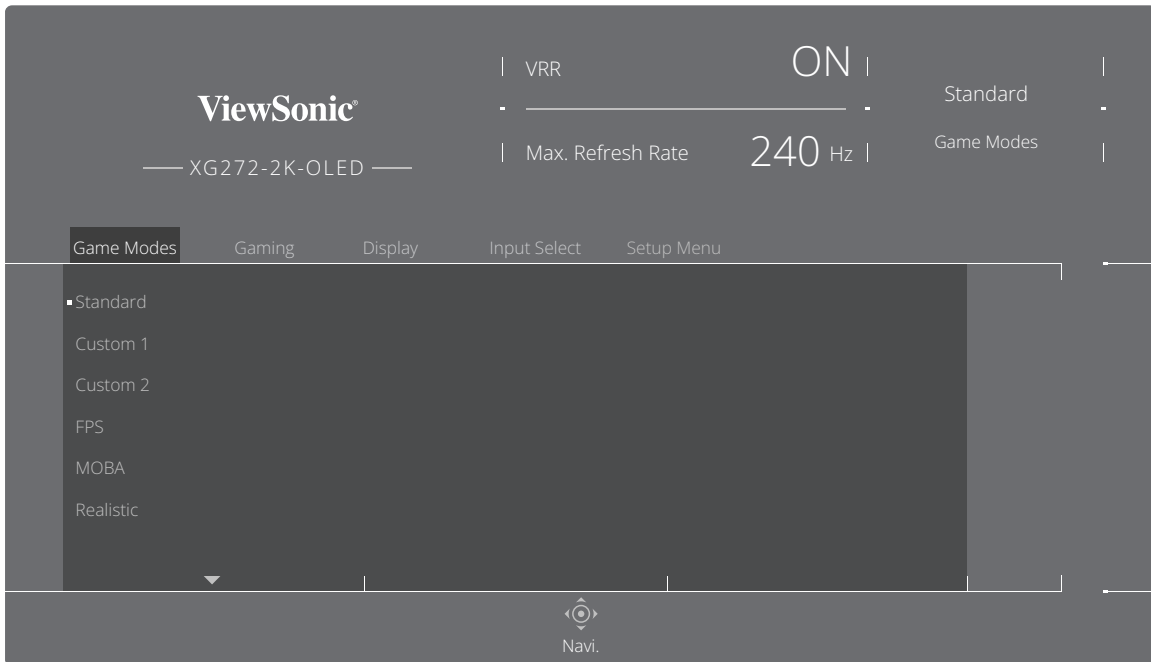 ViewSonic®
XG272-2K-OLED
VRR ON
Max. Refresh Rate 240 Hz
Standard
Game Modes
Game Modes Gaming Display Input Select Setup Menu
Standard
Custom 1
Custom 2
FPS
MOBA
Realistic
Navi.